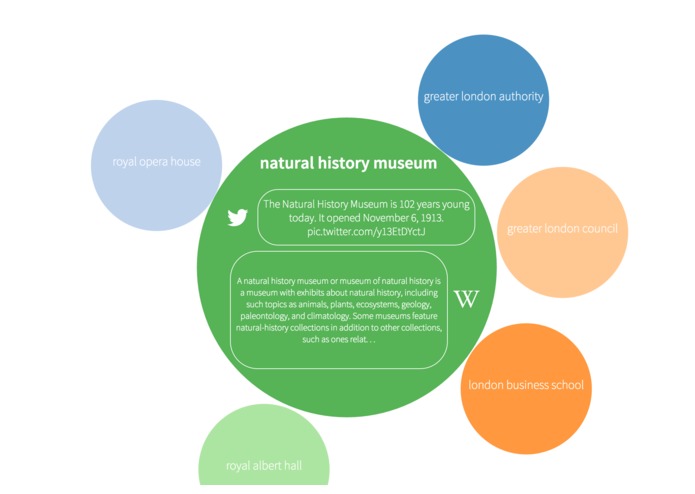 greater london authority
royal opera house
natural history museum
The Natural History Museum is 102 years young
today. It opened November 6, 1913.
pic.twitter.com/y13EtDYctJ
greater london council
A natural history museum or museum of natural history is
a museum with exhibits about natural history, including
such topics as animals, plants, ecosystems, geology,
paleontology, and climatology. Some museums feature
natural-history collections in addition to other collections,
such as ones relat. . .
W
london business school
royal albert hall